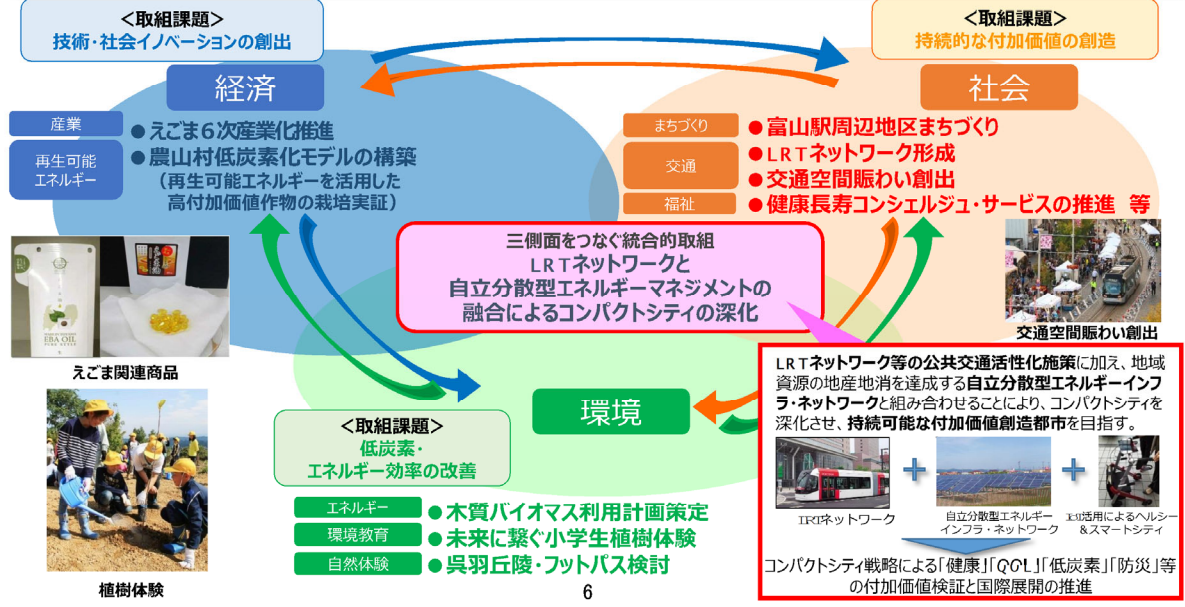 <取組課題>
技術・社会イノベーションの創出
経済
産業
●えごま6次産業化推進
再生可能
エネルギー
●農山村低炭素化モデルの構築
(再生可能エネルギーを活用した
高付加価値作物の栽培実証)
<取組課題>
持続的な付加価値の創造
社会
まちづくり
●富山駅周辺地区まちづくり
交通
●LRTネットワーク形成
●交通空間賑わい創出
福祉
●健康長寿コンシェルジュ・サービスの推進 等
三側面をつなぐ統合的取組
LRTネットワークと
自立分散型エネルギーマネジメントの
融合によるコンパクトシティの深化
EBA OIL
えごま関連商品
交通空間賑わい創出
植樹体験
環境
<取組課題>
低炭素・
エネルギー効率の改善
エネルギー
●木質バイオマス利用計画策定
環境教育
●未来に繋ぐ小学生植樹体験
自然体験
●呉羽丘陵・フットパス検討
LRTネットワーク等の公共交通活性化施策に加え、地域
資源の地産地消を達成する自立分散型エネルギーインフ
ラ・ネットワークと組み合わせることにより、コンパクトシティを
深化させ、持続可能な付加価値創造都市を目指す。
LRTネットワーク
自立分散型エネルギー
インフラ・ネットワーク
活用によるヘルシー
&スマートシティ
コンパクトシティ戦略による「健康」「QOL」「低炭素」「防災」等
の付加価値検証と国際展開の推進
6